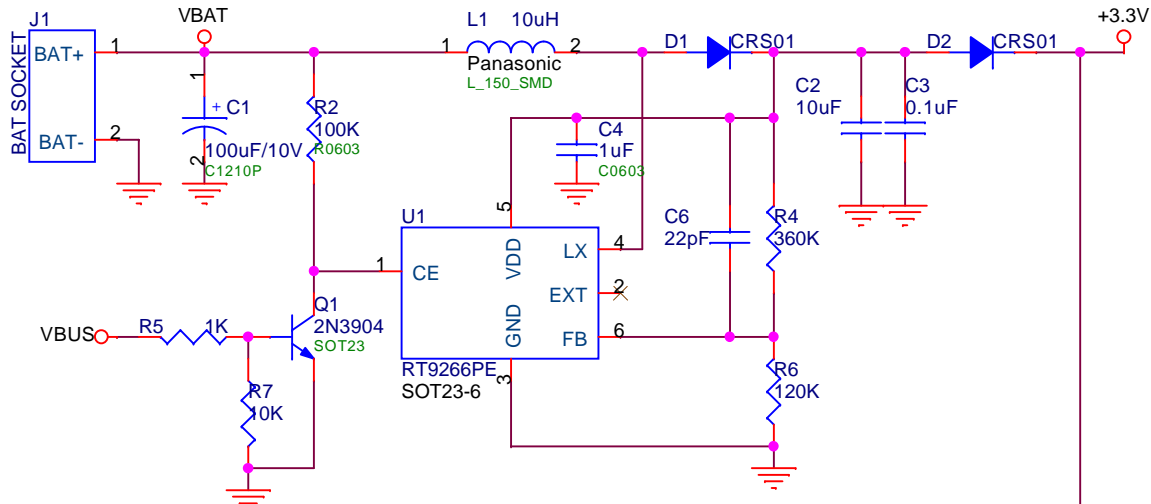 J1
VBAT
L1 10uH
+3.3V
BAT SOCKET
BAT+
1
1
2
D1
CRS01
D2
CRS01
Panasonic
L_150_SMD
1
+ C1
R2
100K
R0603
C2
10uF
C3
0.1uF
BAT-
2
2
100uF/10V
C1210P
C4
1uF
C0603
5
U1
C6
22pF
R4
360K
VDD
LX
4
1
CE
EXT
2
Q1
2N3904
SOT23
GND
FB
6
VBUS
R5
1K
RT9266PE
SOT23-6
3
R6
120K
R7
10K